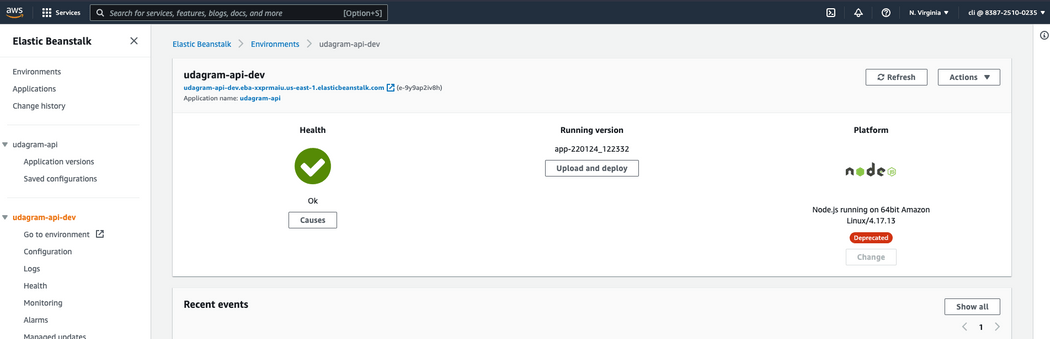 aws
Services
Search for services, features, blogs, docs, and more
[Option+S]
N. Virginia
cli @ 8387-2510-0235
Elastic Beanstalk
Environments
Applications
Change history
udagram-api
Application versions
Saved configurations
udagram-api-dev
Go to environment
Configuration
Logs
Health
Monitoring
Alarms
Managed updates
Elastic Beanstalk
Environments
udagram-api-dev
udagram-api-dev
udagram-api-dev.eba-xxprmaiu.us-east-1.elasticbeanstalk.com (e-9y9ap2iv8h)
Application name: udagram-api
Refresh
Actions
Health
Ok
Causes
Running version
app-220124_122332
Upload and deploy
Platform
node
JS
Node.js running on 64bit Amazon
Linux/4.17.13
Deprecated
Change
Recent events
Show all
1